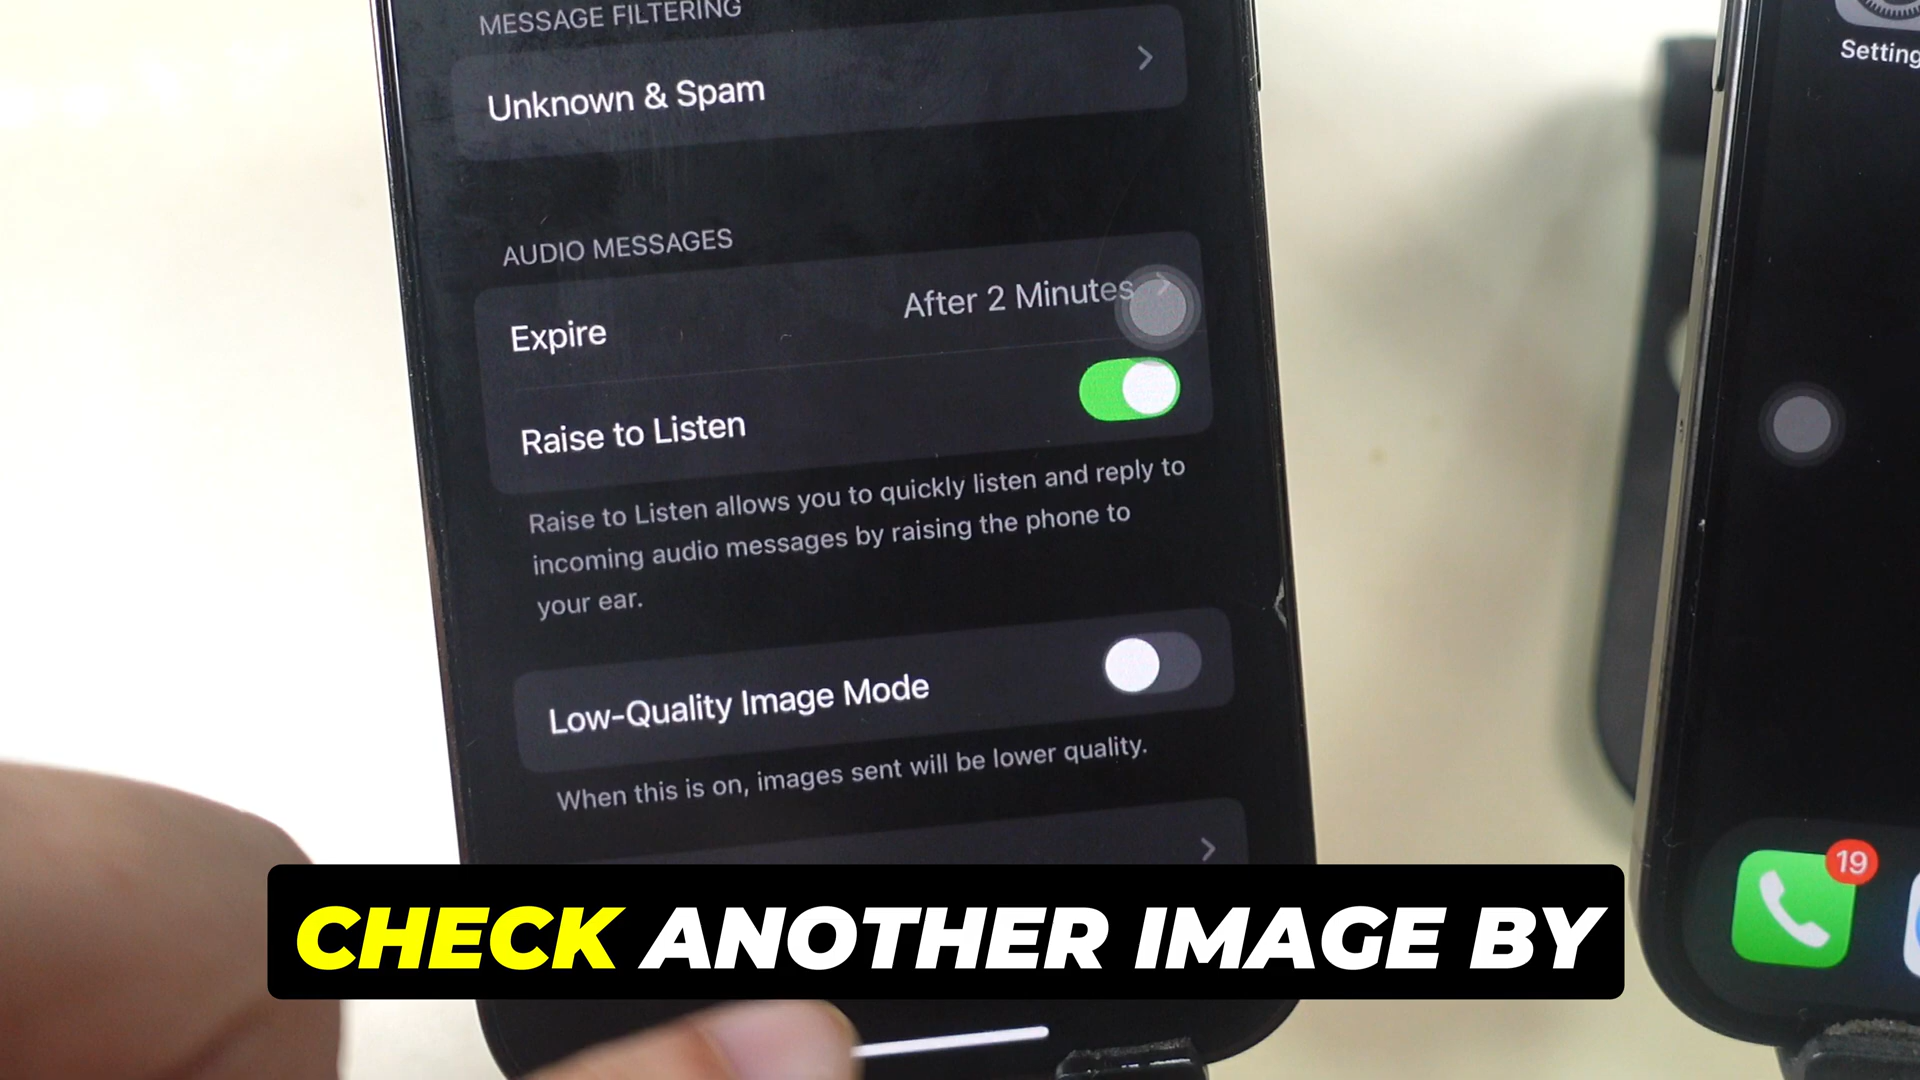 MESSAGE FILTERING
Unknown & Spam
AUDIO MESSAGES
Expire
After 2 Minutes
Raise to Listen
Raise to Listen allows you to quickly listen and reply to
incoming audio messages by raising the phone to
your ear.
Low-Quality Image Mode
When this is on, images sent will be lower quality.
CHECK ANOTHER IMAGE BY
Setting
19